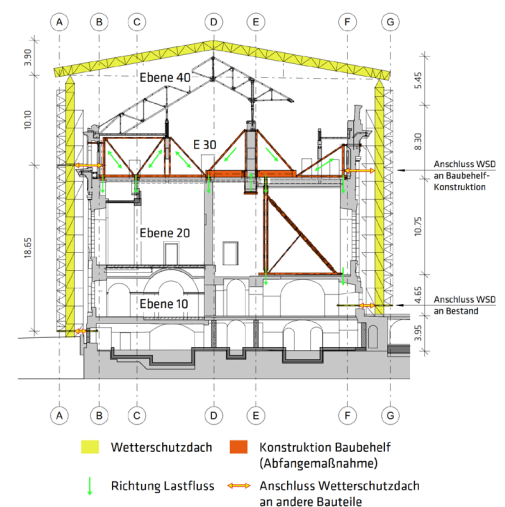 A B C D E F G
3.90
Ebene 40
5.45
10.10
E 30
8.30
Anschluss WSD
an Baubehelf-
Konstruktion
18.65
Ebene 20
10.75
Ebene 10
4.65
Anschluss WSD
an Bestand
3.95
A B C D E F G
Wetterschutzdach
Konstruktion Baubehelf
(Abfangemaßnahme)
Richtung Lastfluss
Anschluss Wetterschutzdach
an andere Bauteile